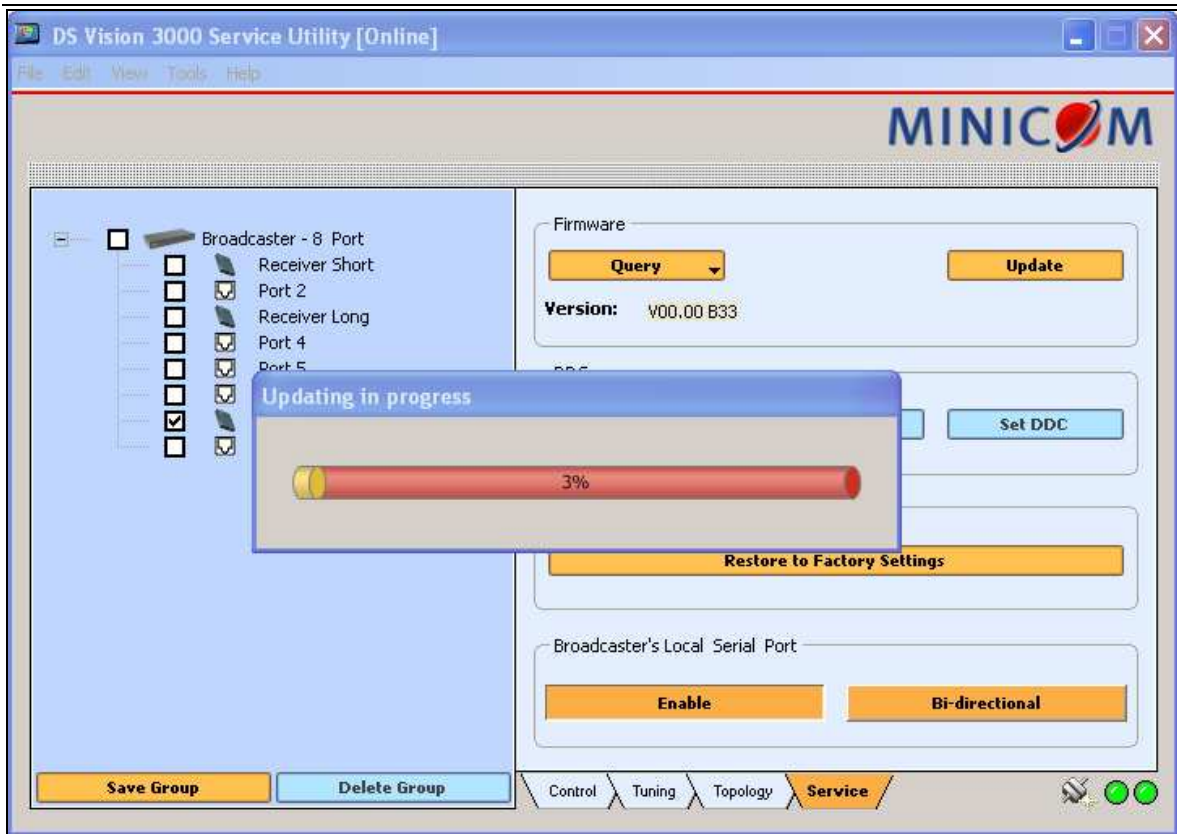 DS Vision 3000 Service Utility [Online]
File Edit View Tools Help
MINICOM
Broadcaster - 8 Port
Receiver Short
Port 2
Receiver Long
Port 4
Port 5
Firmware
Query
Update
Version: V00.00 B33
DDC
Set DDC
Updating in progress
3%
Restore to Factory Settings
Broadcaster's Local Serial Port
Enable
Bi-directional
Save Group
Delete Group
Control
Tuning
Topology
Service